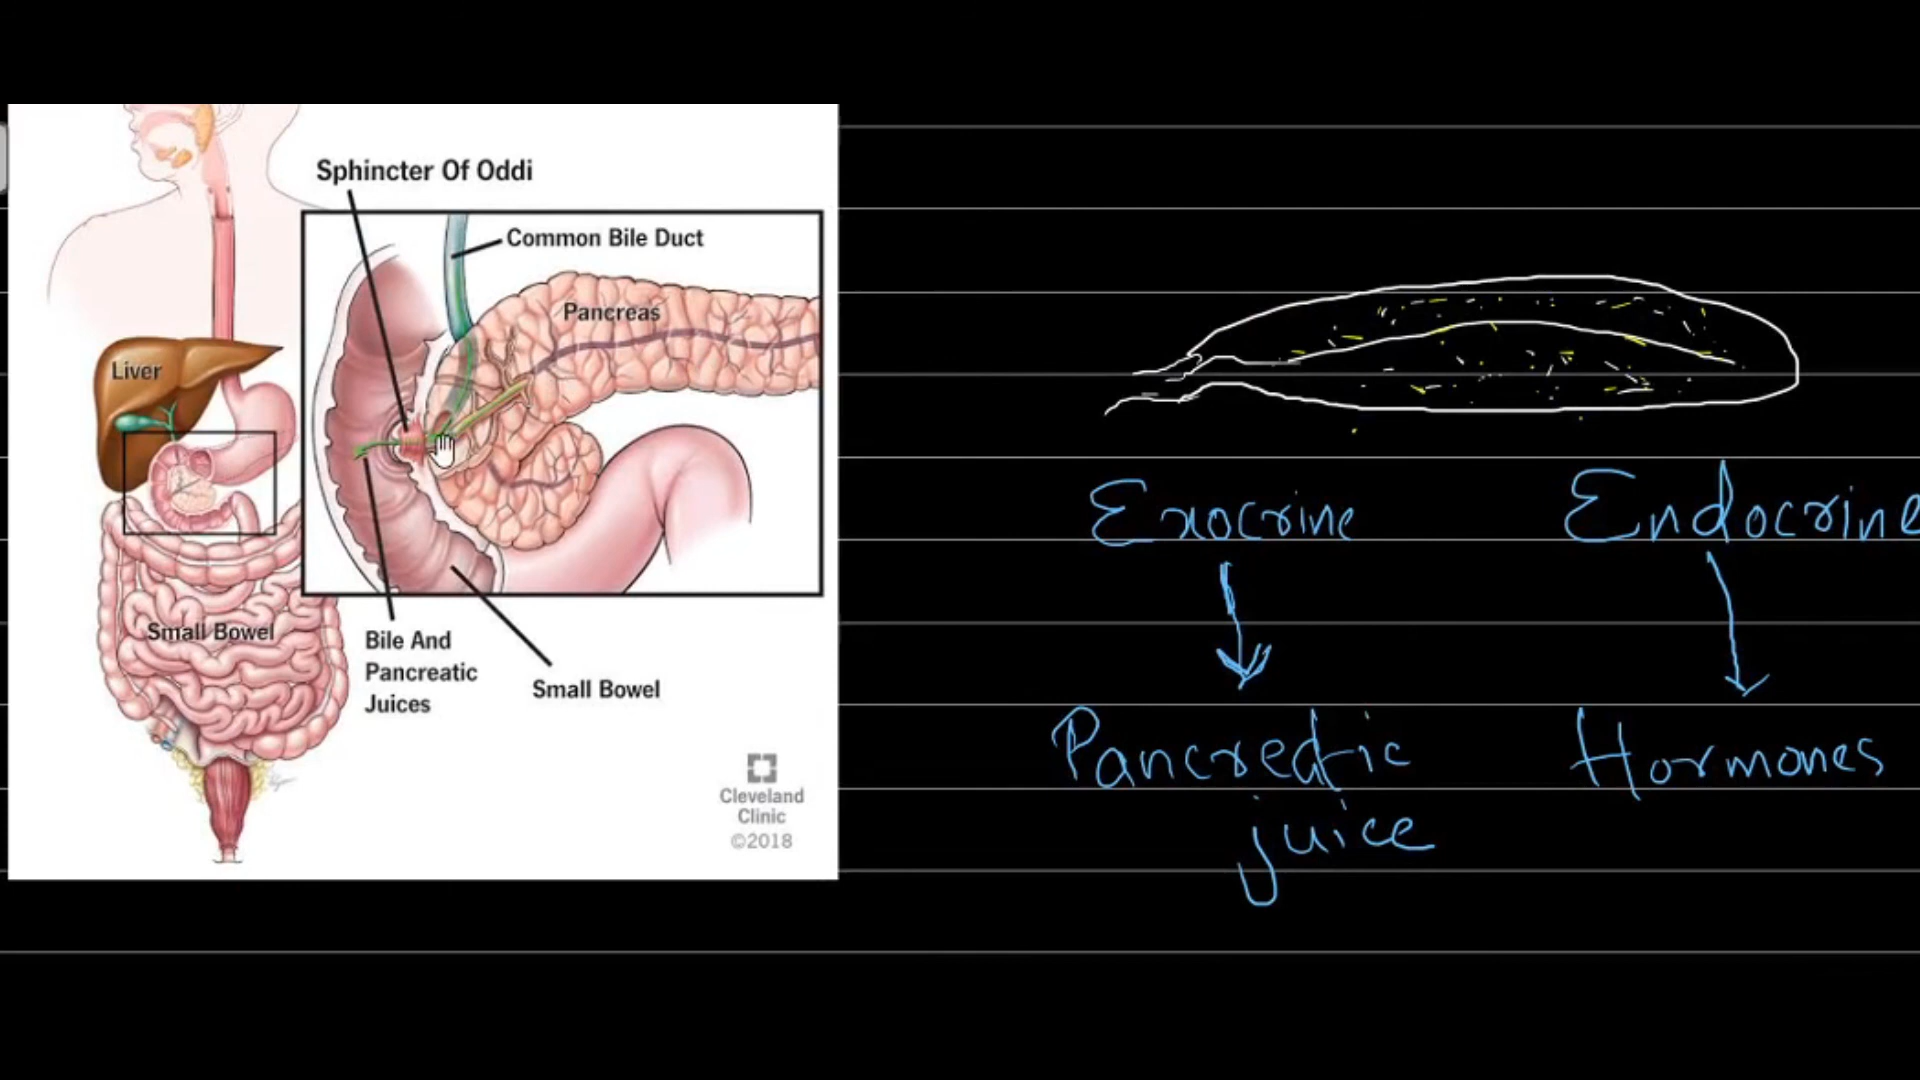 Sphincter Of Oddi
Common Bile Duct
Pancreas
Liver
Small Bowel
Bile And
Pancreatic
Juices
Small Bowel
Cleveland
Clinic
©2018
Exocrine
Endocrine
Pancreatic
juice
Hormones